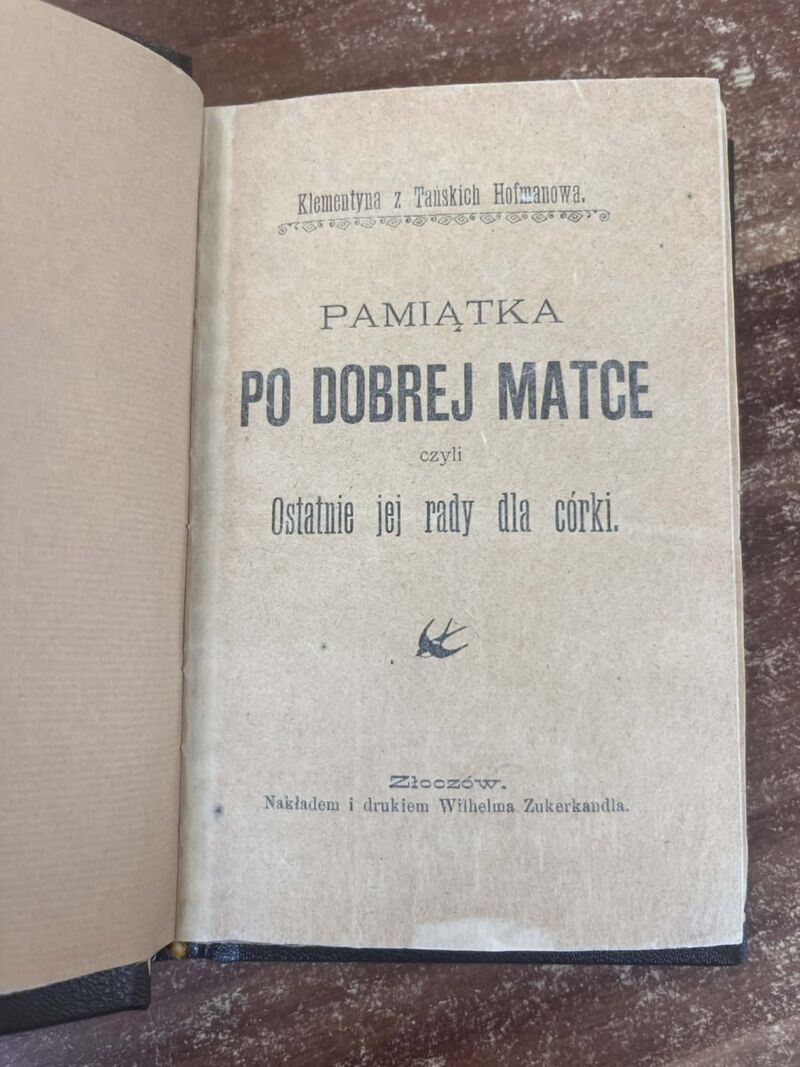 Klementyna z Tańskich Hofmanowa.
PAMIĄTKA
PO DOBREJ MATCE
czyli
Ostatnie jej rady dla córki.
Złoczów.
Nakładem i drukiem Wilhelma Zukerkandla.